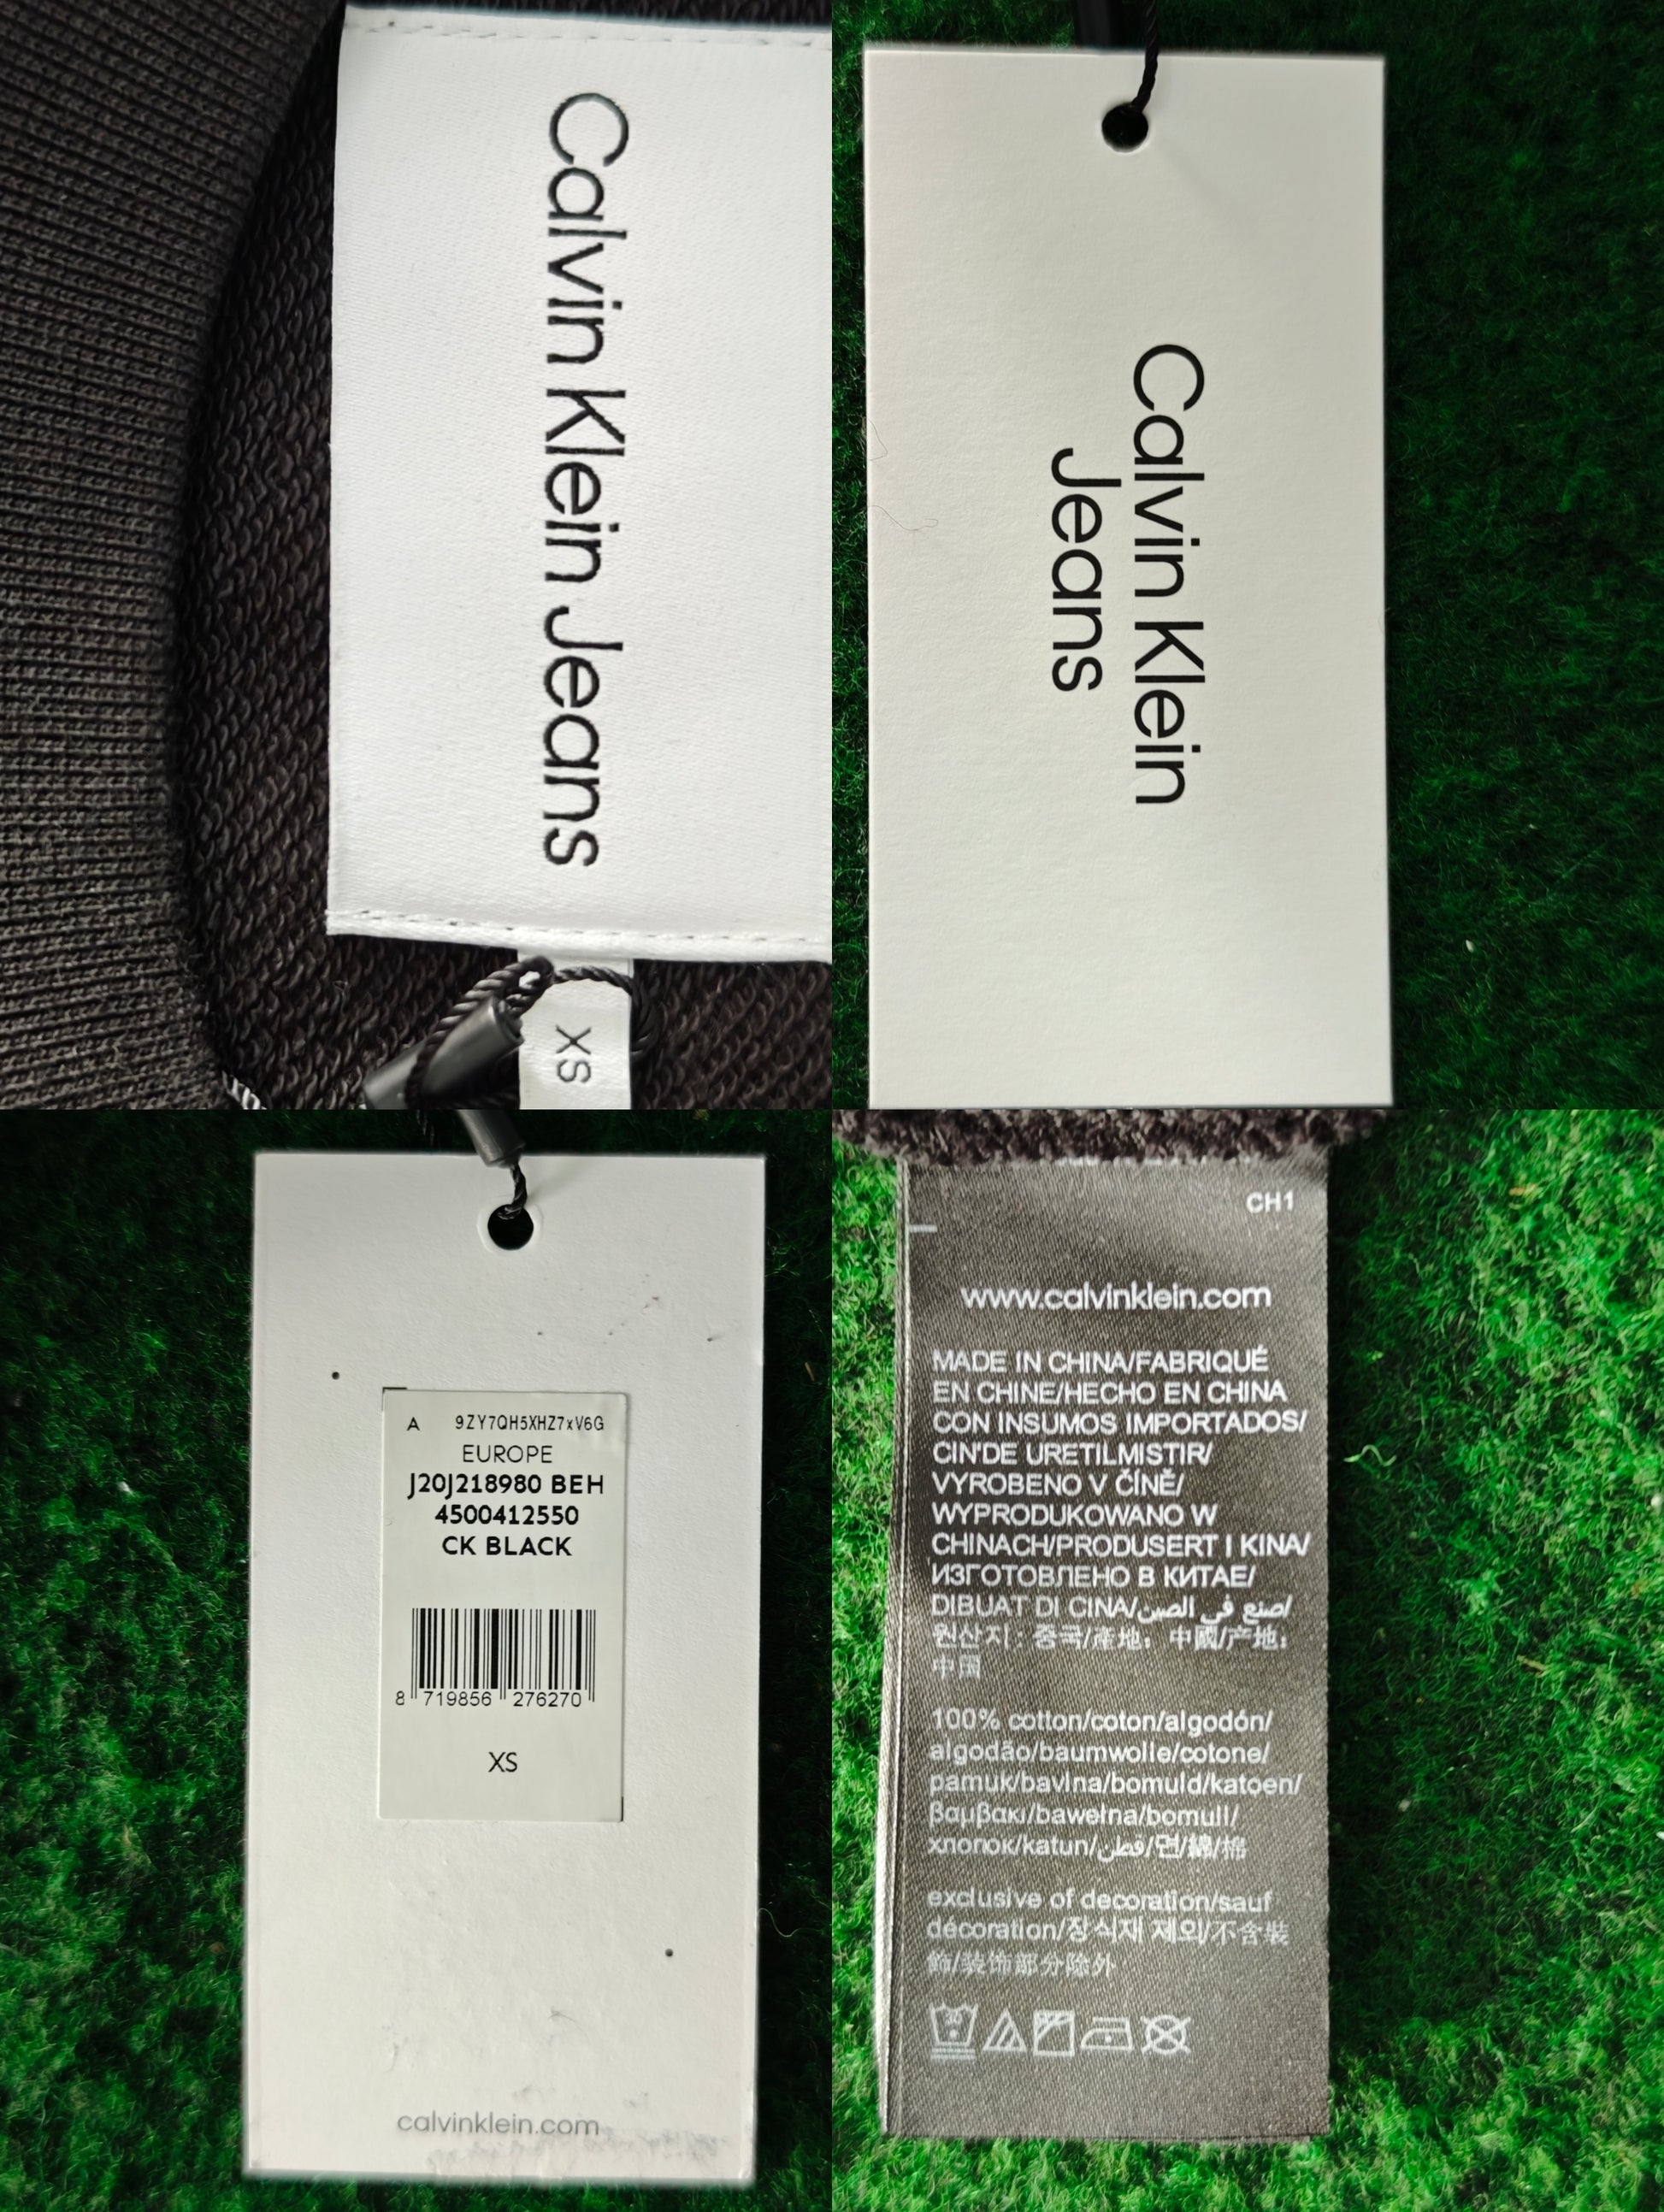 Calvin Klein Jeans
XS
Calvin Klein
Jeans
A 9ZY7QH5XHZ7xV6G
EUROPE
J20J218980 BEH
4500412550
CK BLACK
8 719856 276270
XS
calvinklein.com
CH1
www.calvinklein.com
MADE IN CHINA/FABRIQUÉ
EN CHINE/HECHO EN CHINA
CON INSUMOS IMPORTADOS/
CIN'DE URETILMISTIR/
VYROBENO V ČÍNĚ/
WYPRODUKOWANO W
CHINACH/PRODUSERT I KINA/
ИЗГОТОВЛЕНО В КИТАЕ/
DIBUAT DI CINA/صنع في الصين/
원산지: 중국/產地: 中國/产地:
中国
100% cotton/coton/algodón/
algodão/baumwolle/cotone/
pamuk/bavlna/bomuld/katoen/
βαμβακι/bawełna/bomull/
хлопок/katun/قطن/면/綿/棉
exclusive of decoration/sauf
décoration/장식재 제외/不含裝
飾/装饰部分除外
30